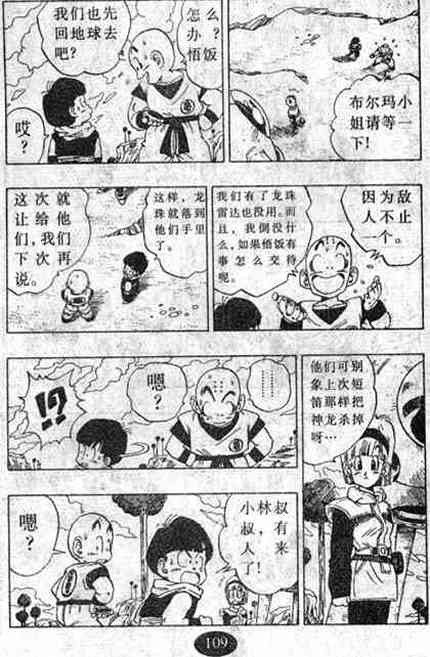 布尔玛小
姐请等一
下!
怎么
办?
悟饭
我们也先
回地球去
吧?
哎?
因为敌
人不止
一个。
我们有了龙珠
雷达也没用。而
且，我倒没什
么，如果悟饭有
事怎么交待
呢。
这样，龙
珠就落到
他们手里
了。
这次就
让给他
们，我们
下次再
说。
他们可别
象上次短
笛那样把
神龙杀掉
呀…
……
嗯?
!?
小林叔
叔，有
人来
了!
嗯?
109